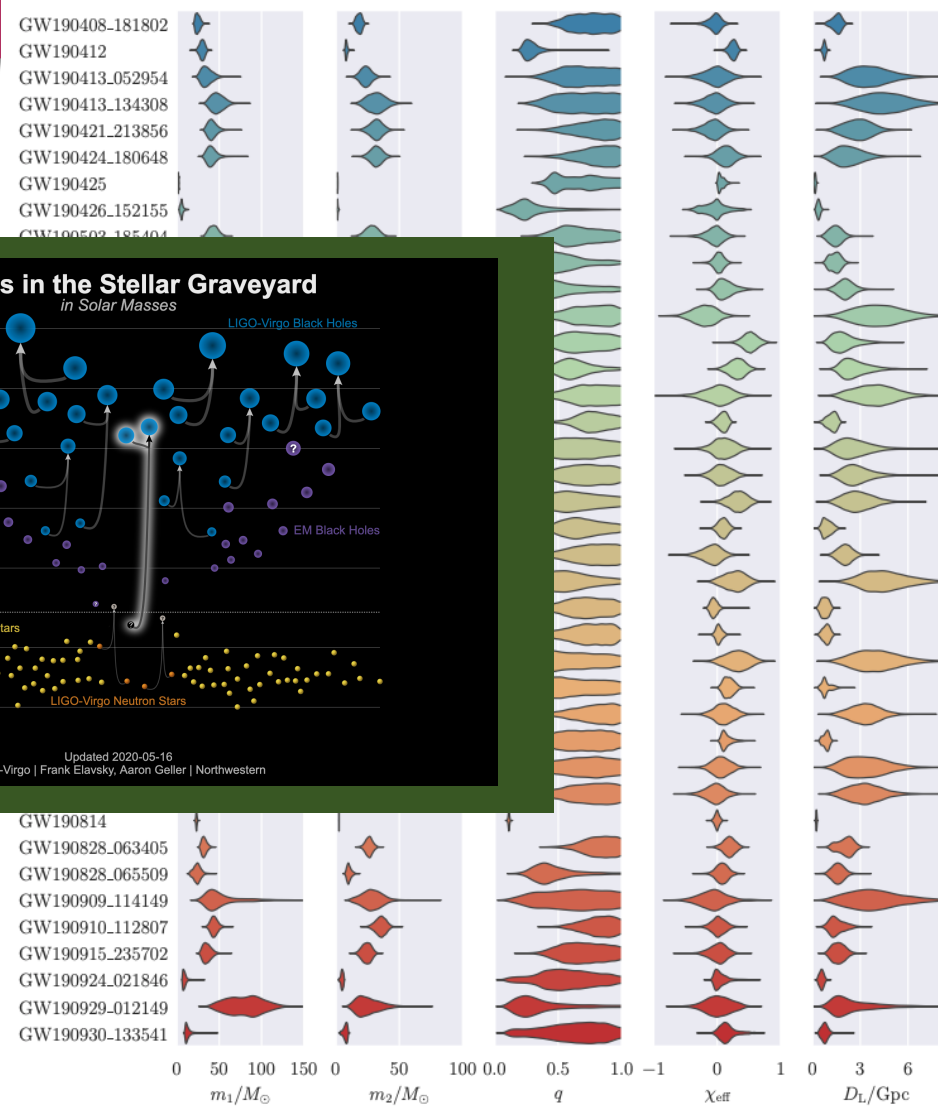 GW190408_181802
GW190412
GW190413_052954
GW190413_134308
GW190421_213856
GW190424_180648
GW190425
GW190426_152155
GW190503_185404
s in the Stellar Graveyard
in Solar Masses
LIGO-Virgo Black Holes
?
EM Black Holes
?
?
?
?
tars
LIGO-Virgo Neutron Stars
Updated 2020-05-16
-Virgo | Frank Elavsky, Aaron Geller | Northwestern
GW190814
GW190828_063405
GW190828_065509
GW190909_114149
GW190910_112807
GW190915_235702
GW190924_021846
GW190929_012149
GW190930_133541
0 50 100 150 0 50 100 0.0 0.5 1.0 −1 0 1 0 3 6
m₁/M⊙ m₂/M⊙ q χeff DL/Gpc